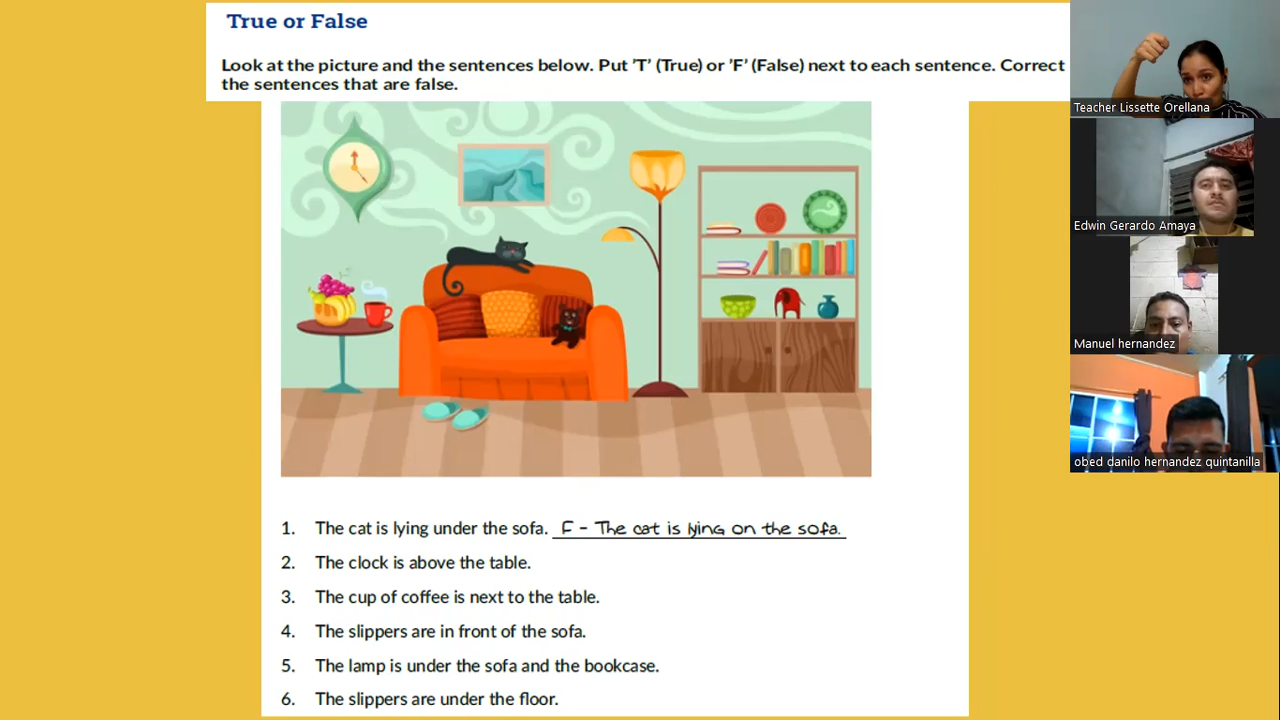 True or False
Look at the picture and the sentences below. Put 'T' (True) or 'F' (False) next to each sentence. Correct
the sentences that are false.
1. The cat is lying under the sofa. F - The cat is lying on the sofa.
2. The clock is above the table.
3. The cup of coffee is next to the table.
4. The slippers are in front of the sofa.
5. The lamp is under the sofa and the bookcase.
6. The slippers are under the floor.
Teacher Lissette Orellana
Edwin Gerardo Amaya
Manuel hernandez
obed danilo hernandez quintanilla